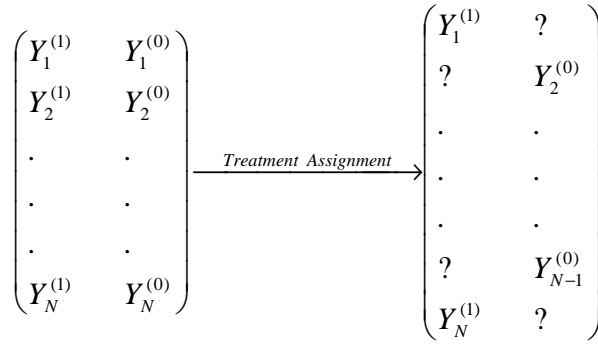 Y_1^{(1)} Y_1^{(0)}
Y_2^{(1)} Y_2^{(0)}
. .
. .
. .
Y_N^{(1)} Y_N^{(0)}
Treatment Assignment
Y_1^{(1)} ?
? Y_2^{(0)}
. .
. .
. .
? Y_{N-1}^{(0)}
Y_N^{(1)} ?